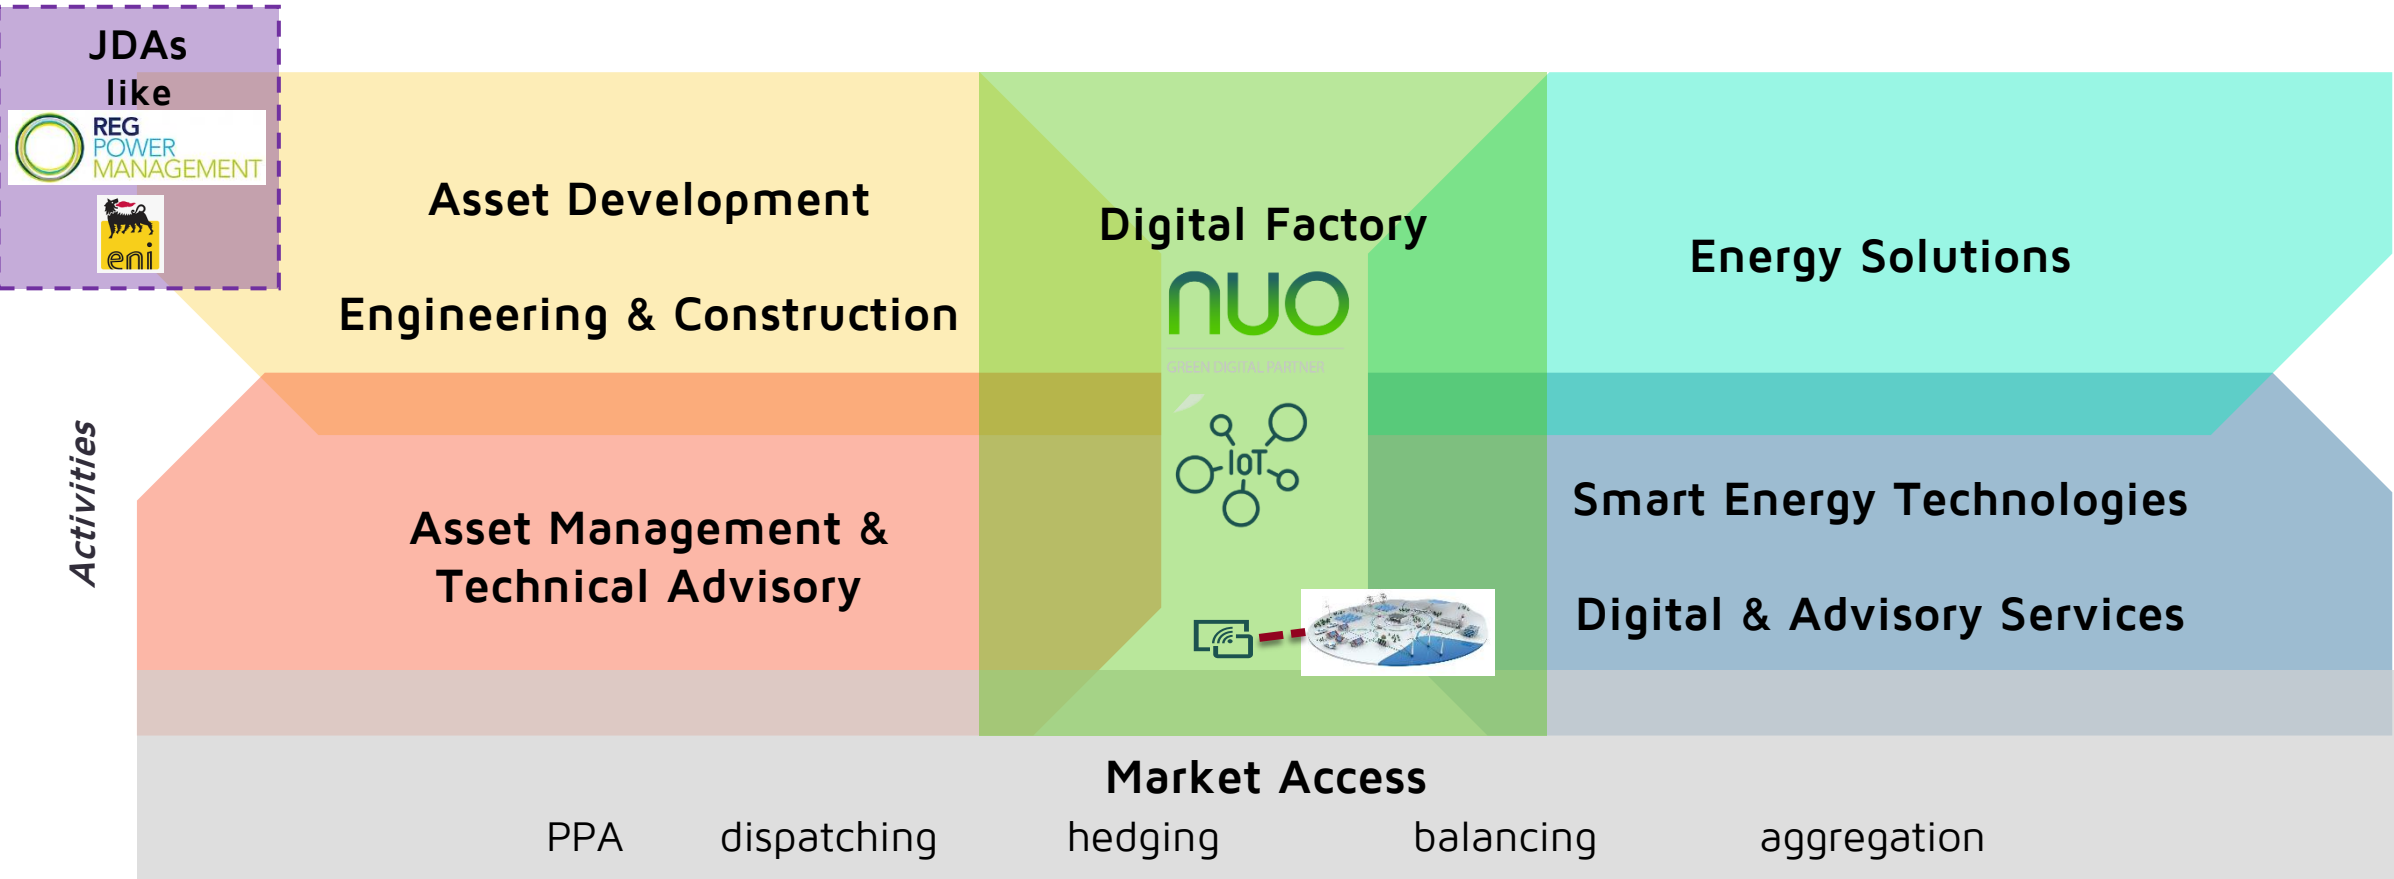 JDAs
like
REG
POWER
MANAGEMENT
eni
Activities
Asset Development
Engineering & Construction
Asset Management &
Technical Advisory
Digital Factory
nuo
GREEN DIGITAL PARTNER
IoT
Energy Solutions
Smart Energy Technologies
Digital & Advisory Services
Market Access
PPA dispatching hedging balancing aggregation